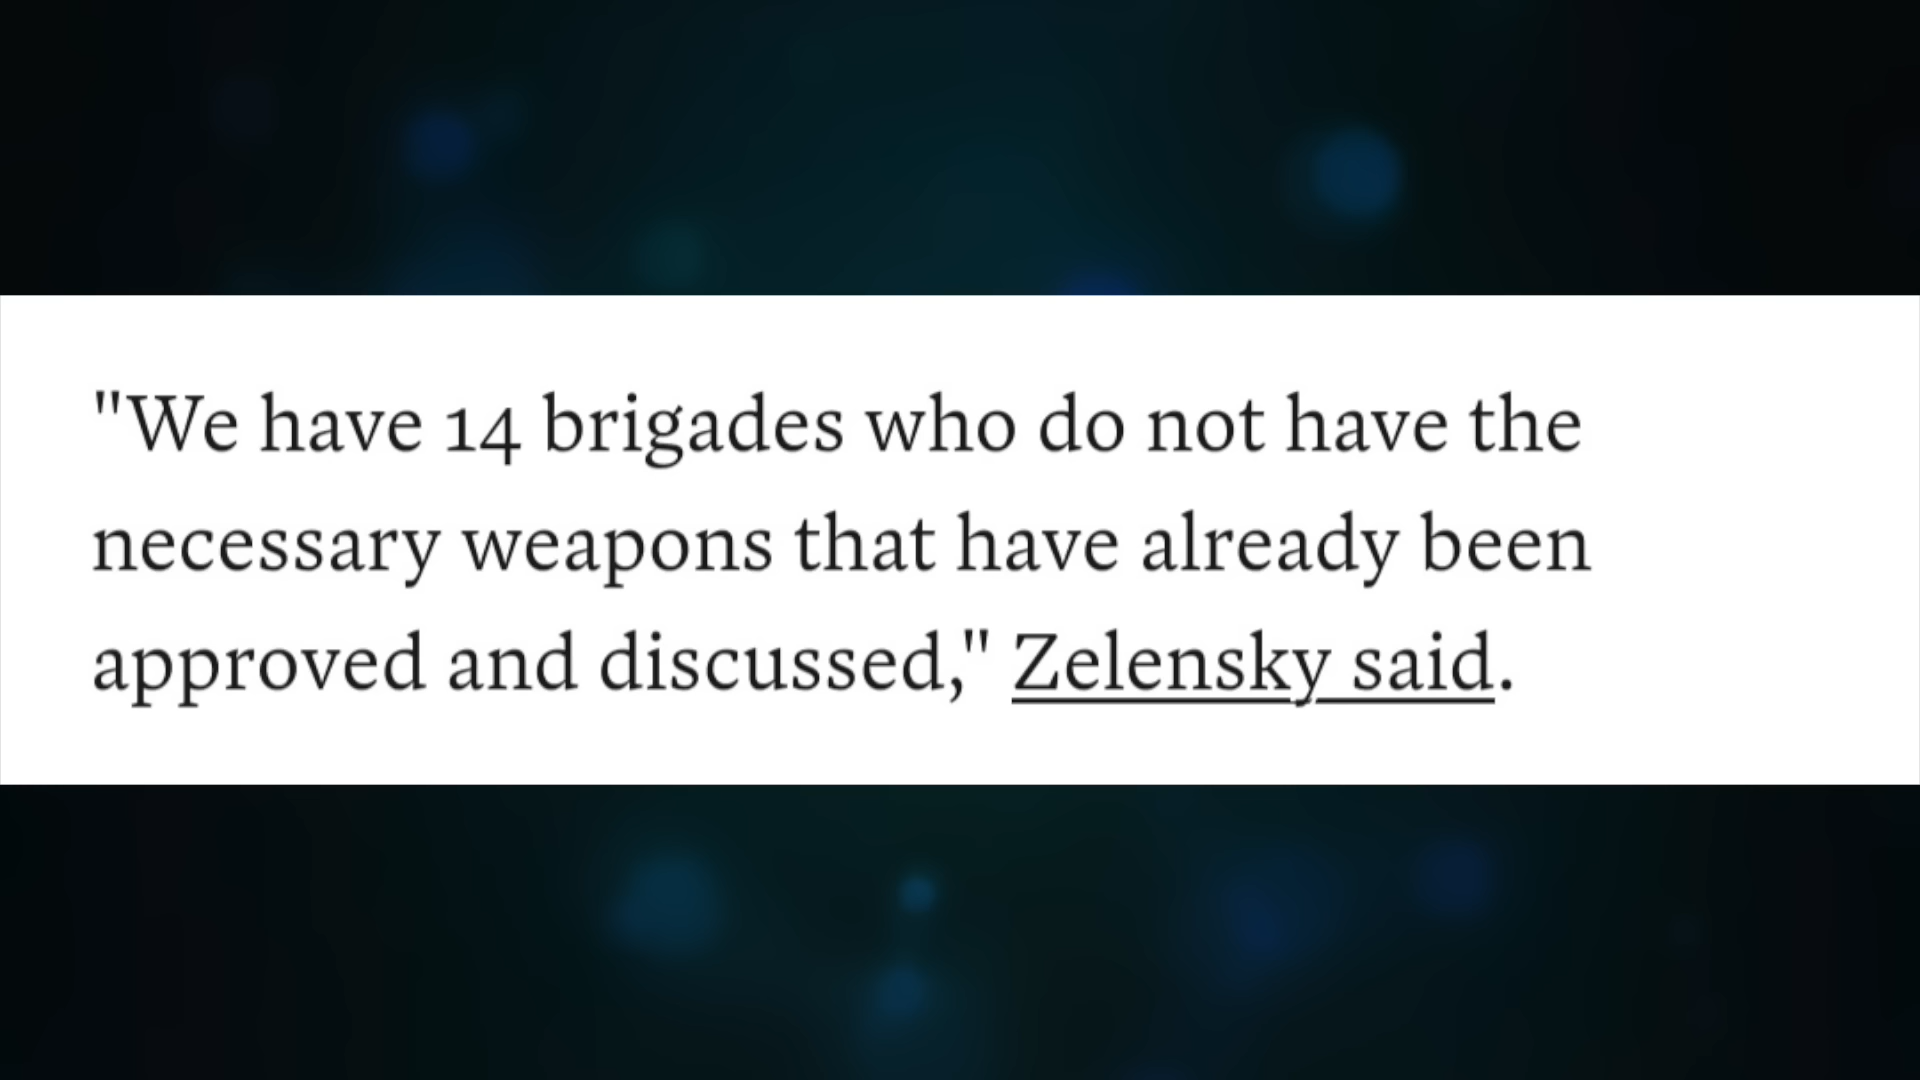 "We have 14 brigades who do not have the
necessary weapons that have already been
approved and discussed," Zelensky said.